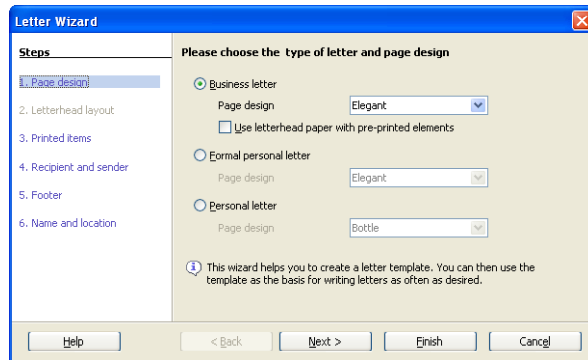 Letter Wizard
Steps
1. Page design
2. Letterhead layout
3. Printed items
4. Recipient and sender
5. Footer
6. Name and location
Please choose the type of letter and page design
Business letter
Page design Elegant
Use letterhead paper with pre-printed elements
Formal personal letter
Page design Elegant
Personal letter
Page design Bottle
This wizard helps you to create a letter template. You can then use the
template as the basis for writing letters as often as desired.
Help < Back Next > Finish Cancel